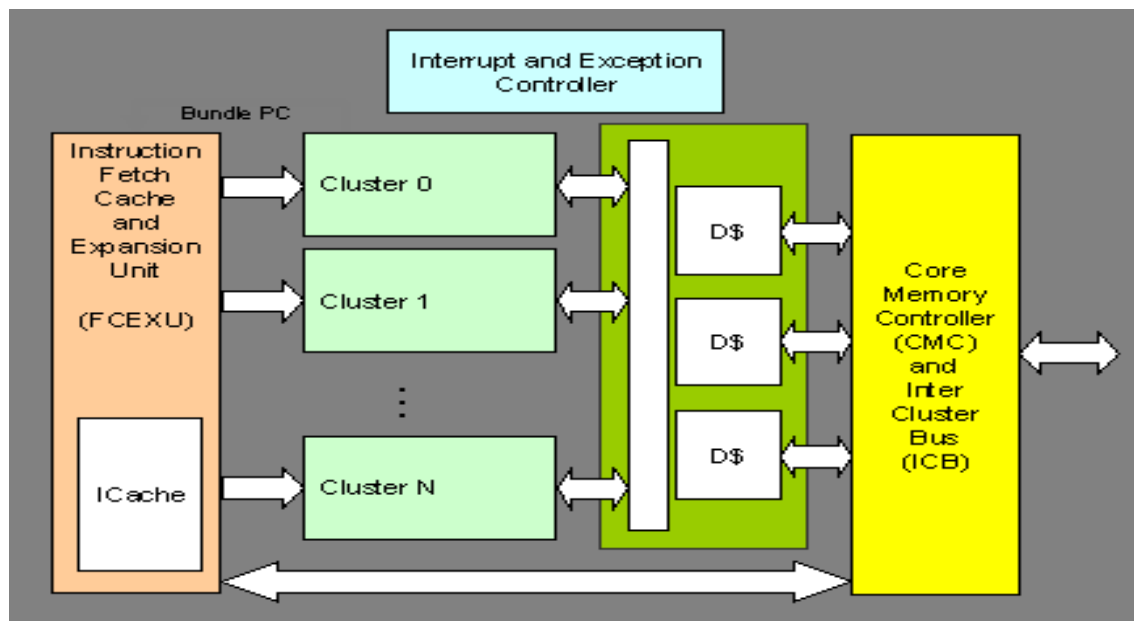 Interrupt and Exception
Controller
Bundle PC
Instruction
Fetch
Cache
and
Expansion
Unit
(FCEXU)
ICache
Cluster 0
Cluster 1
⋮
Cluster N
D$
D$
D$
Core
Memory
Controller
(CMC)
and
Inter
Cluster
Bus
(ICB)